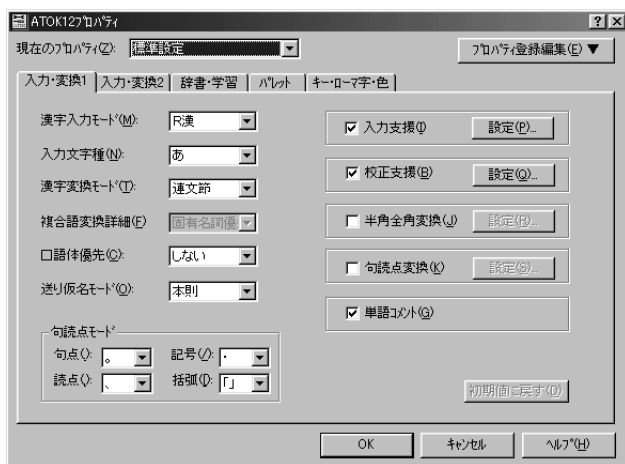 ATOK12ﾌﾟﾛﾊﾟﾃｨ
現在のﾌﾟﾛﾊﾟﾃｨ(Z): 標準設定 ﾌﾟﾛﾊﾟﾃｨ登録編集(E) ▼
入力・変換1 入力・変換2 辞書・学習 ﾊﾟﾚｯﾄ ｷｰ・ﾛｰﾏ字・色
漢字入力ﾓｰﾄﾞ(M): R漢 入力支援(I) 設定(P)...
入力文字種(N): あ 校正支援(B) 設定(Q)...
漢字変換ﾓｰﾄﾞ(T): 連文節 半角全角変換(J) 設定(R)...
複合語変換詳細(F) 固有名詞優
口語体優先(C): しない 句読点変換(K) 設定(S)...
送り仮名ﾓｰﾄﾞ(O): 本則 単語ｺﾒﾝﾄ(G)
句読点ﾓｰﾄﾞ
句点(.): 。 記号(/): ・
読点(,): 、 括弧([): 「」
初期値に戻す(D)
OK ｷｬﾝｾﾙ ﾍﾙﾌﾟ(H)